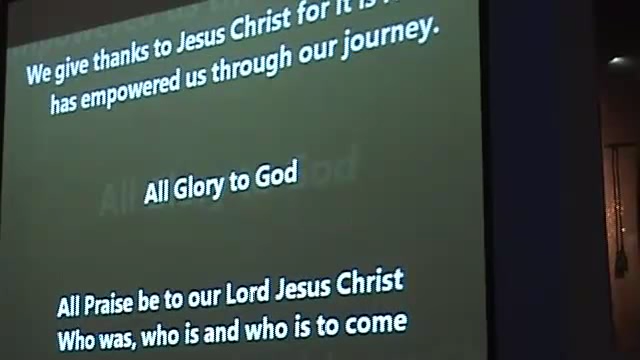 We give thanks to Jesus Christ for it is
has empowered us through our journey.
All Glory to God
All Praise be to our Lord Jesus Christ
Who was, who is and who is to come